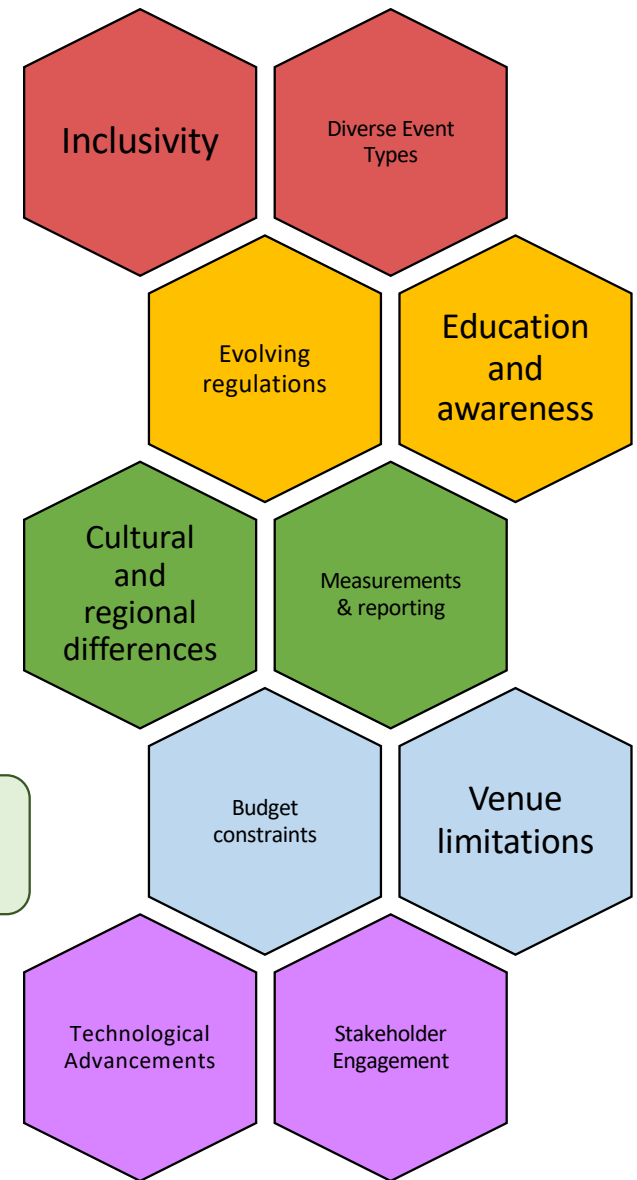 Inclusivity
Diverse Event
Types
Evolving
regulations
Education
and
awareness
Cultural
and
regional
differences
Measurements
& reporting
Budget
constraints
Venue
limitations
Technological
Advancements
Stakeholder
Engagement